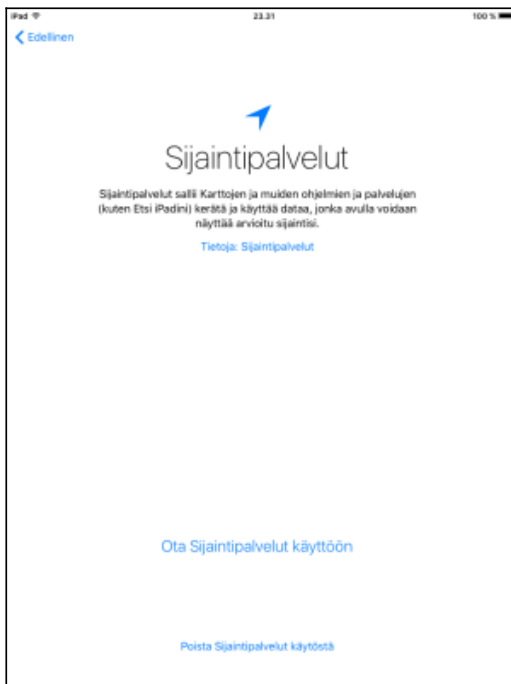 iPad 23.31 100 %
Edellinen
Sijaintipalvelut
Sijaintipalvelut sallii Karttojen ja muiden ohjelmien ja palvelujen
(kuten Etsi iPadini) kerätä ja käyttää dataa, jonka avulla voidaan
näyttää arvioitu sijaintisi.
Tietoja: Sijaintipalvelut
Ota Sijaintipalvelut käyttöön
Poista Sijaintipalvelut käytöstä